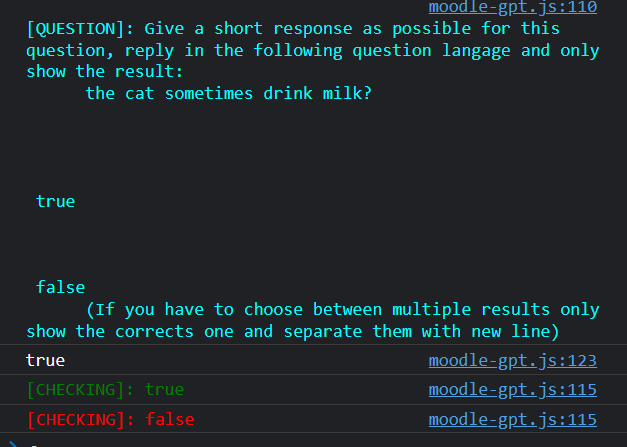 moodle-gpt.js:110
[QUESTION]: Give a short response as possible for this
question, reply in the following question langage and only
show the result:
the cat sometimes drink milk?
true
false
(If you have to choose between multiple results only
show the corrects one and separate them with new line)
true moodle-gpt.js:123
[CHECKING]: true moodle-gpt.js:115
[CHECKING]: false moodle-gpt.js:115